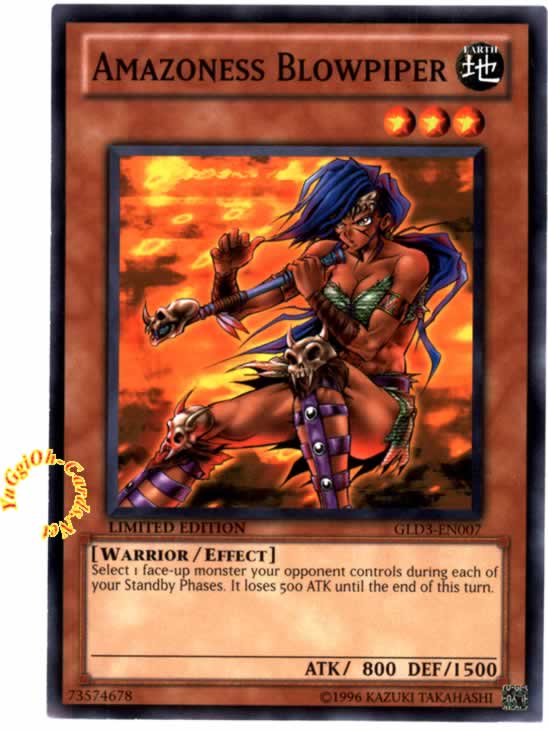 AMAZONESS BLOWPIPER
EARTH
地
LIMITED EDITION
GLD3-EN007
[WARRIOR/EFFECT]
Select 1 face-up monster your opponent controls during each of
your Standby Phases. It loses 500 ATK until the end of this turn.
ATK/ 800 DEF/1500
73574678
©1996 KAZUKI TAKAHASHI
YuGgiOh-Cards.Net